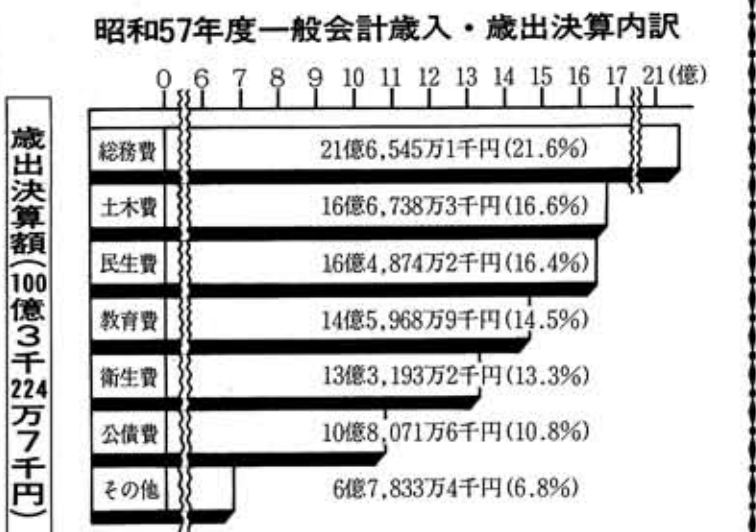 昭和57年度一般会計歳入・歳出決算内訳
0 6 7 8 9 10 11 12 13 14 15 16 17 21(億)
歳出決算額(100億3千224万7千円)
総務費 21億6,545万1千円(21.6%)
土木費 16億6,738万3千円(16.6%)
民生費 16億4,874万2千円(16.4%)
教育費 14億5,968万9千円(14.5%)
衛生費 13億3,193万2千円(13.3%)
公債費 10億8,071万6千円(10.8%)
その他 6億7,833万4千円(6.8%)